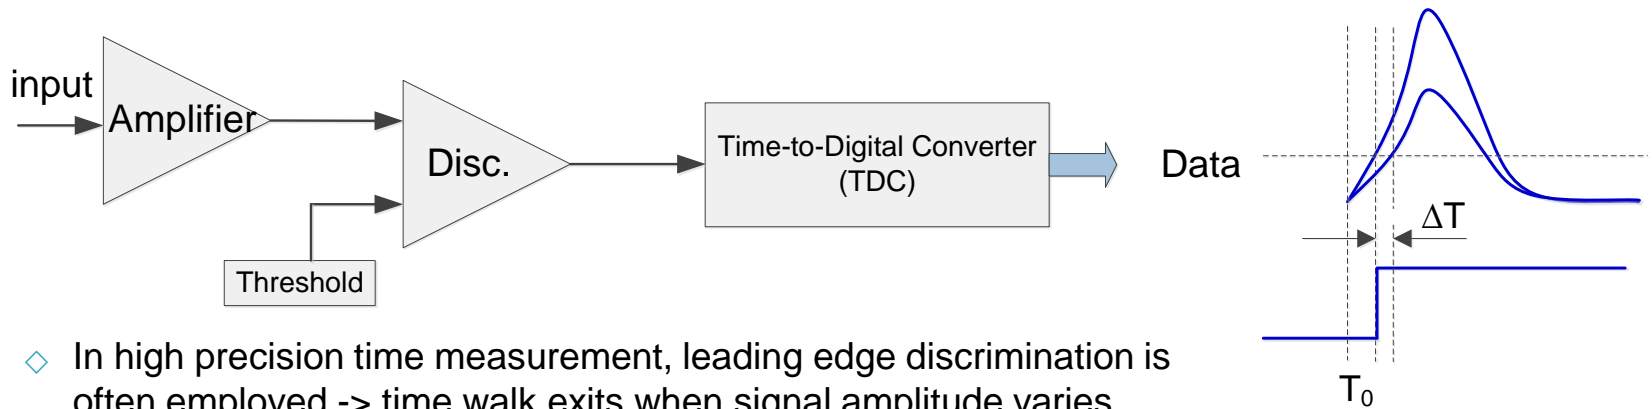 input
Amplifier
Disc.
Threshold
Time-to-Digital Converter
(TDC)
Data
ΔT
T₀
In high precision time measurement, leading edge discrimination is
often employed -> time walk exits when signal amplitude varies